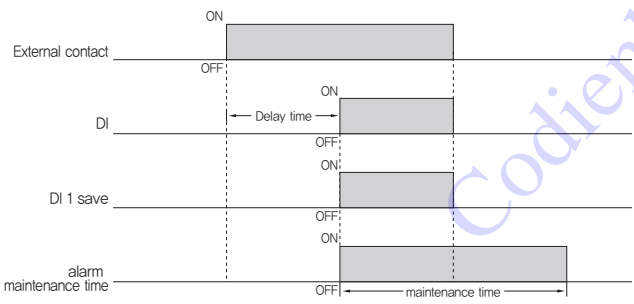 ON
External contact
OFF
ON
Delay time
DI
OFF
ON
DI 1 save
OFF
ON
alarm
maintenance time
OFF
maintenance time